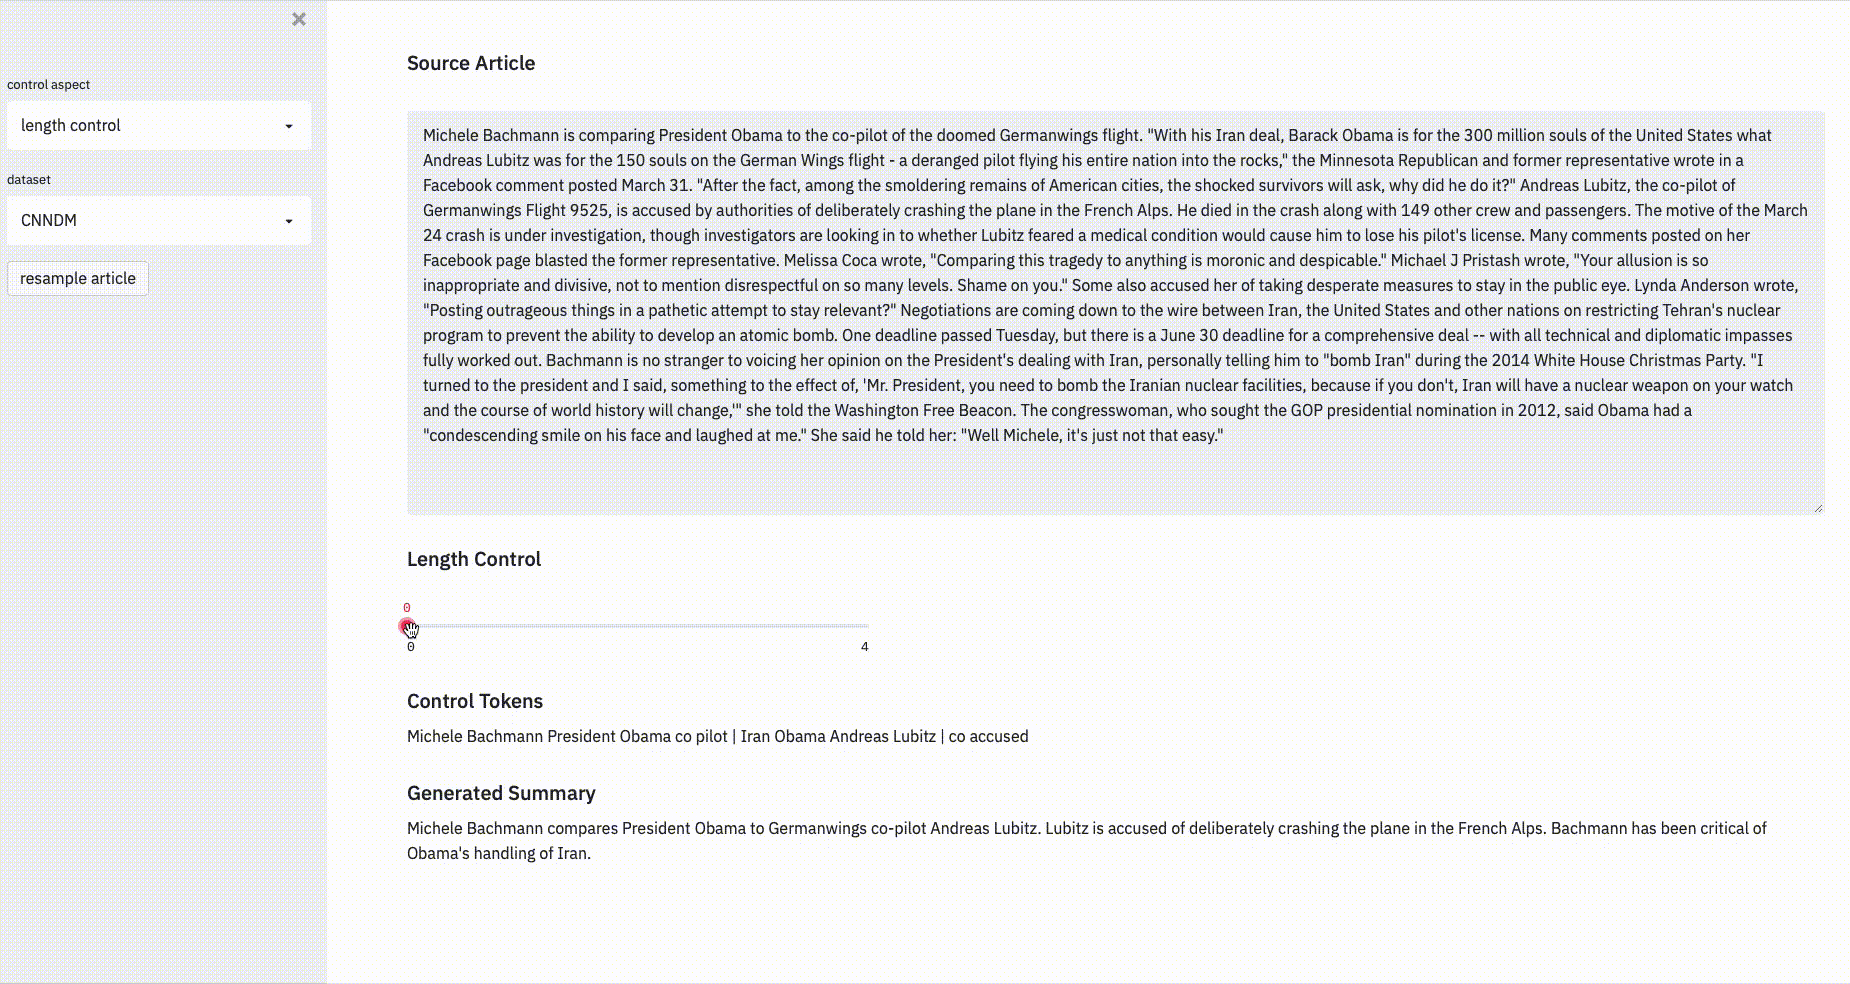 ×
control aspect
length control
dataset
CNNDM
resample article
Source Article
Michele Bachmann is comparing President Obama to the co-pilot of the doomed Germanwings flight. "With his Iran deal, Barack Obama is for the 300 million souls of the United States what
Andreas Lubitz was for the 150 souls on the German Wings flight - a deranged pilot flying his entire nation into the rocks," the Minnesota Republican and former representative wrote in a
Facebook comment posted March 31. "After the fact, among the smoldering remains of American cities, the shocked survivors will ask, why did he do it?" Andreas Lubitz, the co-pilot of
Germanwings Flight 9525, is accused by authorities of deliberately crashing the plane in the French Alps. He died in the crash along with 149 other crew and passengers. The motive of the March
24 crash is under investigation, though investigators are looking in to whether Lubitz feared a medical condition would cause him to lose his pilot's license. Many comments posted on her
Facebook page blasted the former representative. Melissa Coca wrote, "Comparing this tragedy to anything is moronic and despicable." Michael J Pristash wrote, "Your allusion is so
inappropriate and divisive, not to mention disrespectful on so many levels. Shame on you." Some also accused her of taking desperate measures to stay in the public eye. Lynda Anderson wrote,
"Posting outrageous things in a pathetic attempt to stay relevant?" Negotiations are coming down to the wire between Iran, the United States and other nations on restricting Tehran's nuclear
program to prevent the ability to develop an atomic bomb. One deadline passed Tuesday, but there is a June 30 deadline for a comprehensive deal -- with all technical and diplomatic impasses
fully worked out. Bachmann is no stranger to voicing her opinion on the President's dealing with Iran, personally telling him to "bomb Iran" during the 2014 White House Christmas Party. "I
turned to the president and I said, something to the effect of, 'Mr. President, you need to bomb the Iranian nuclear facilities, because if you don't, Iran will have a nuclear weapon on your watch
and the course of world history will change,'" she told the Washington Free Beacon. The congresswoman, who sought the GOP presidential nomination in 2012, said Obama had a
"condescending smile on his face and laughed at me." She said he told her: "Well Michele, it's just not that easy."
Length Control
0
0 4
Control Tokens
Michele Bachmann President Obama co pilot | Iran Obama Andreas Lubitz | co accused
Generated Summary
Michele Bachmann compares President Obama to Germanwings co-pilot Andreas Lubitz. Lubitz is accused of deliberately crashing the plane in the French Alps. Bachmann has been critical of
Obama's handling of Iran.